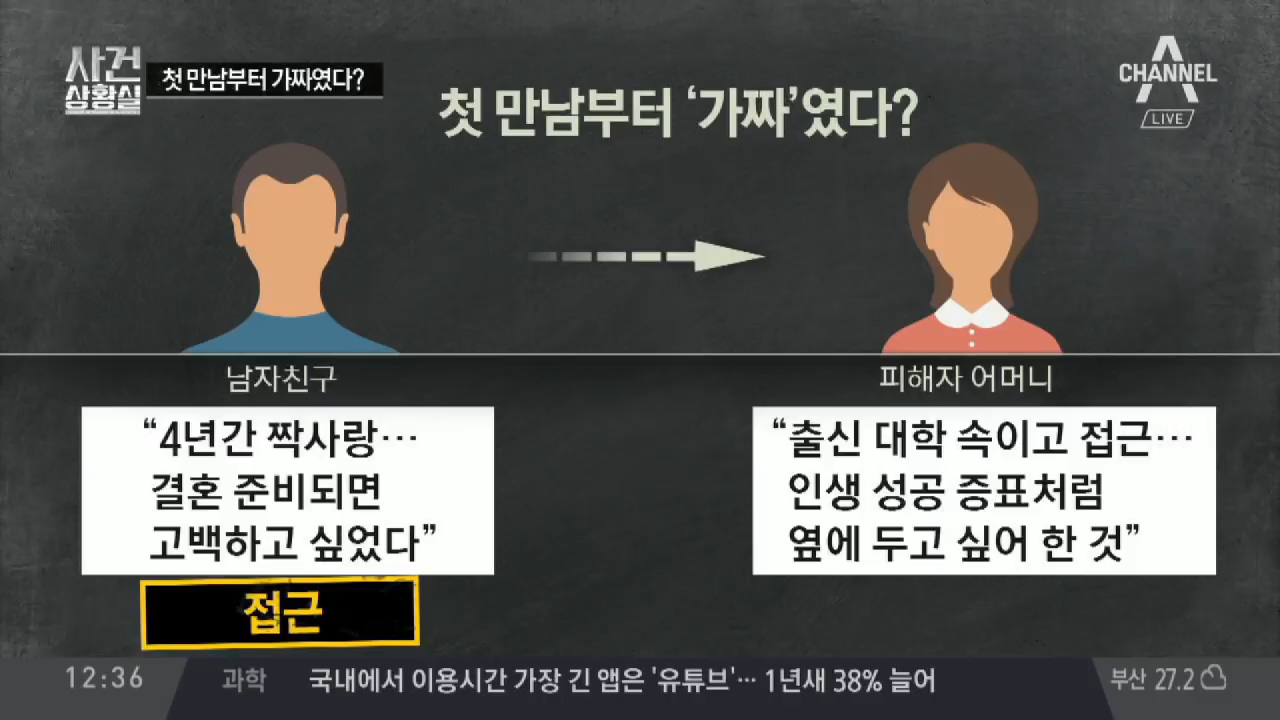 사건
상황실
첫 만남부터 가짜였다?
첫 만남부터 ‘가짜’였다?
CHANNEL
LIVE
남자친구
“4년간 짝사랑…
결혼 준비되면
고백하고 싶었다”
접근
피해자 어머니
“출신 대학 속이고 접근…
인생 성공 증표처럼
옆에 두고 싶어 한 것”
12:36
과학
국내에서 이용시간 가장 긴 앱은 '유튜브'… 1년새 38% 늘어
부산 27.2